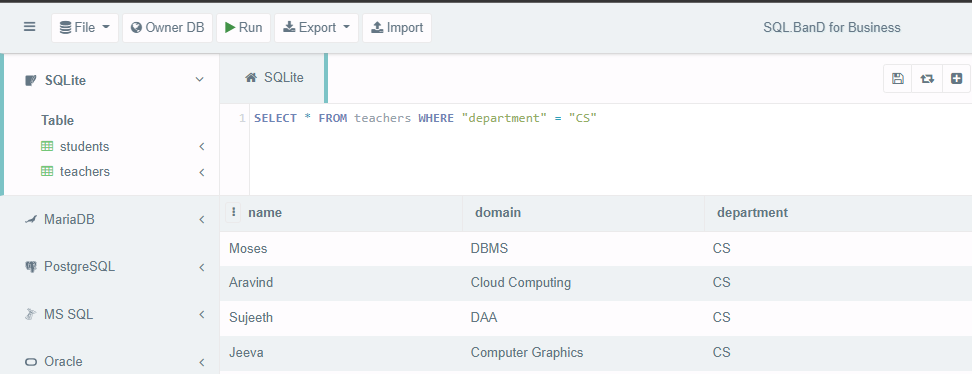 File Owner DB Run Export Import SQL.BanD for Business
SQLite
Table
students
teachers
MariaDB
PostgreSQL
MS SQL
Oracle
SQLite
1 SELECT * FROM teachers WHERE "department" = "CS"
name domain department
Moses DBMS CS
Aravind Cloud Computing CS
Sujeeth DAA CS
Jeeva Computer Graphics CS